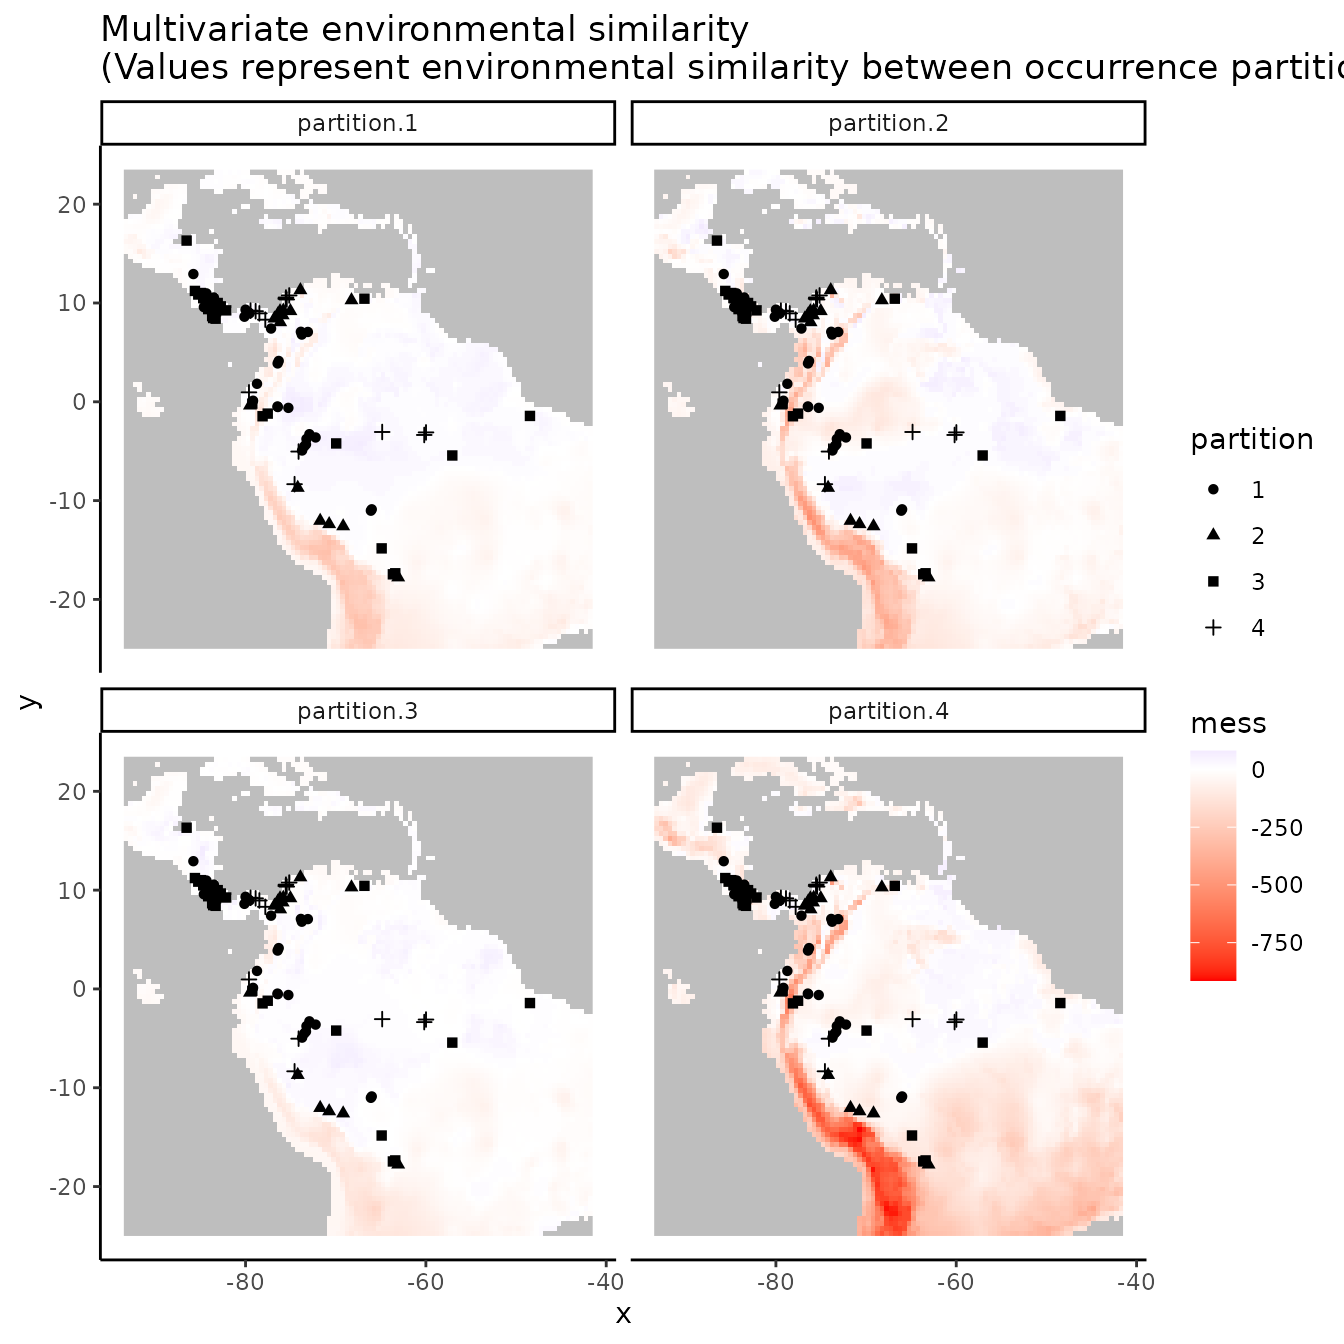 Multivariate environmental similarity
(Values represent environmental similarity between occurrence partitio
partition.1
partition.2
20
10
0
-10
-20
partition.3
partition.4
20
10
0
-10
-20
-80
-60
-40
-80
-60
-40
x
y
partition
1
2
3
4
mess
0
-250
-500
-750